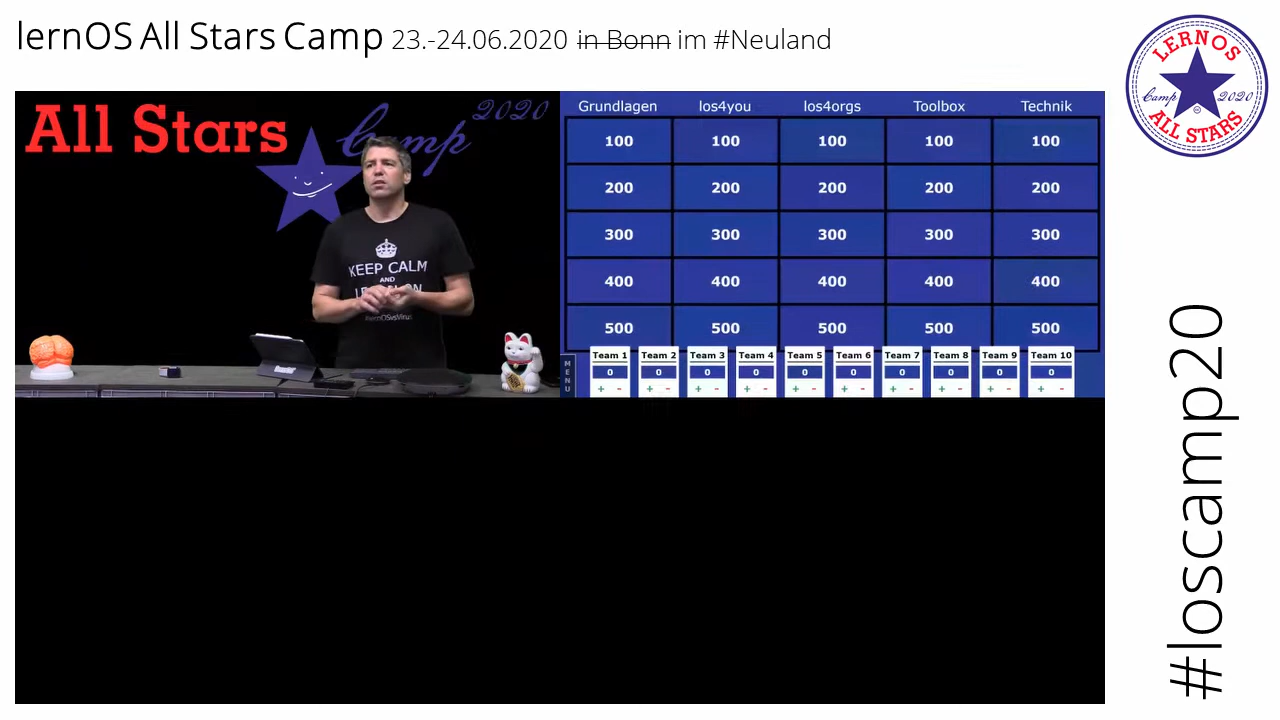 lernOS All Stars Camp 23.-24.06.2020 in Bonn im #Neuland
LERNOS
Camp 2020
ALL STARS
All Stars Camp 2020
KEEP CALM
AND
Grundlagen los4you los4orgs Toolbox Technik
100 100 100 100 100
200 200 200 200 200
300 300 300 300 300
400 400 400 400 400
500 500 500 500 500
MENU
Team 1 Team 2 Team 3 Team 4 Team 5 Team 6 Team 7 Team 8 Team 9 Team 10
0 0 0 0 0 0 0 0 0 0
+ - + - + - + - + - + - + - + - + - + -
#loscamp20